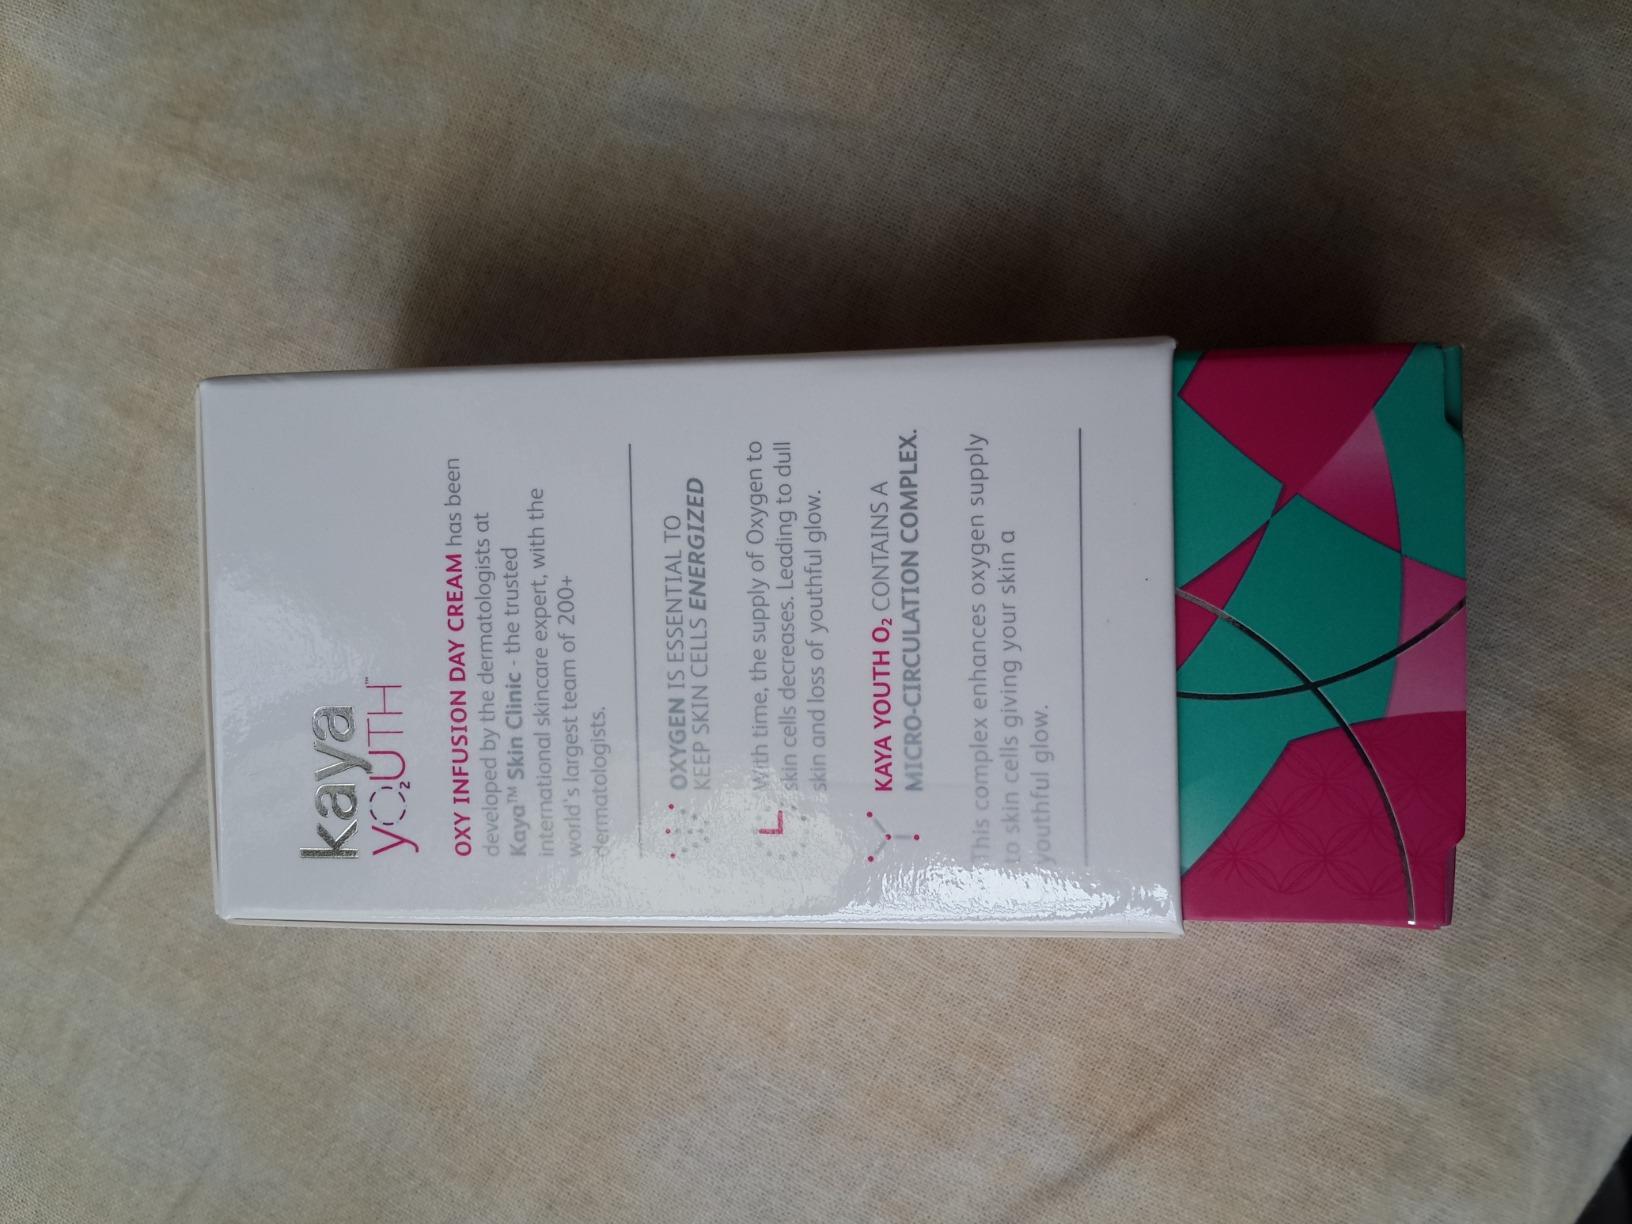 kaya
yO₂UTH™
OXY INFUSION DAY CREAM has been
developed by the dermatologists at
Kaya™ Skin Clinic - the trusted
international skincare expert, with the
world's largest team of 200+
dermatologists.
OXYGEN IS ESSENTIAL TO
KEEP SKIN CELLS ENERGIZED
With time, the supply of Oxygen to
skin cells decreases. Leading to dull
skin and loss of youthful glow.
KAYA YOUTH O₂ CONTAINS A
MICRO-CIRCULATION COMPLEX.
This complex enhances oxygen supply
to skin cells giving your skin a
youthful glow.